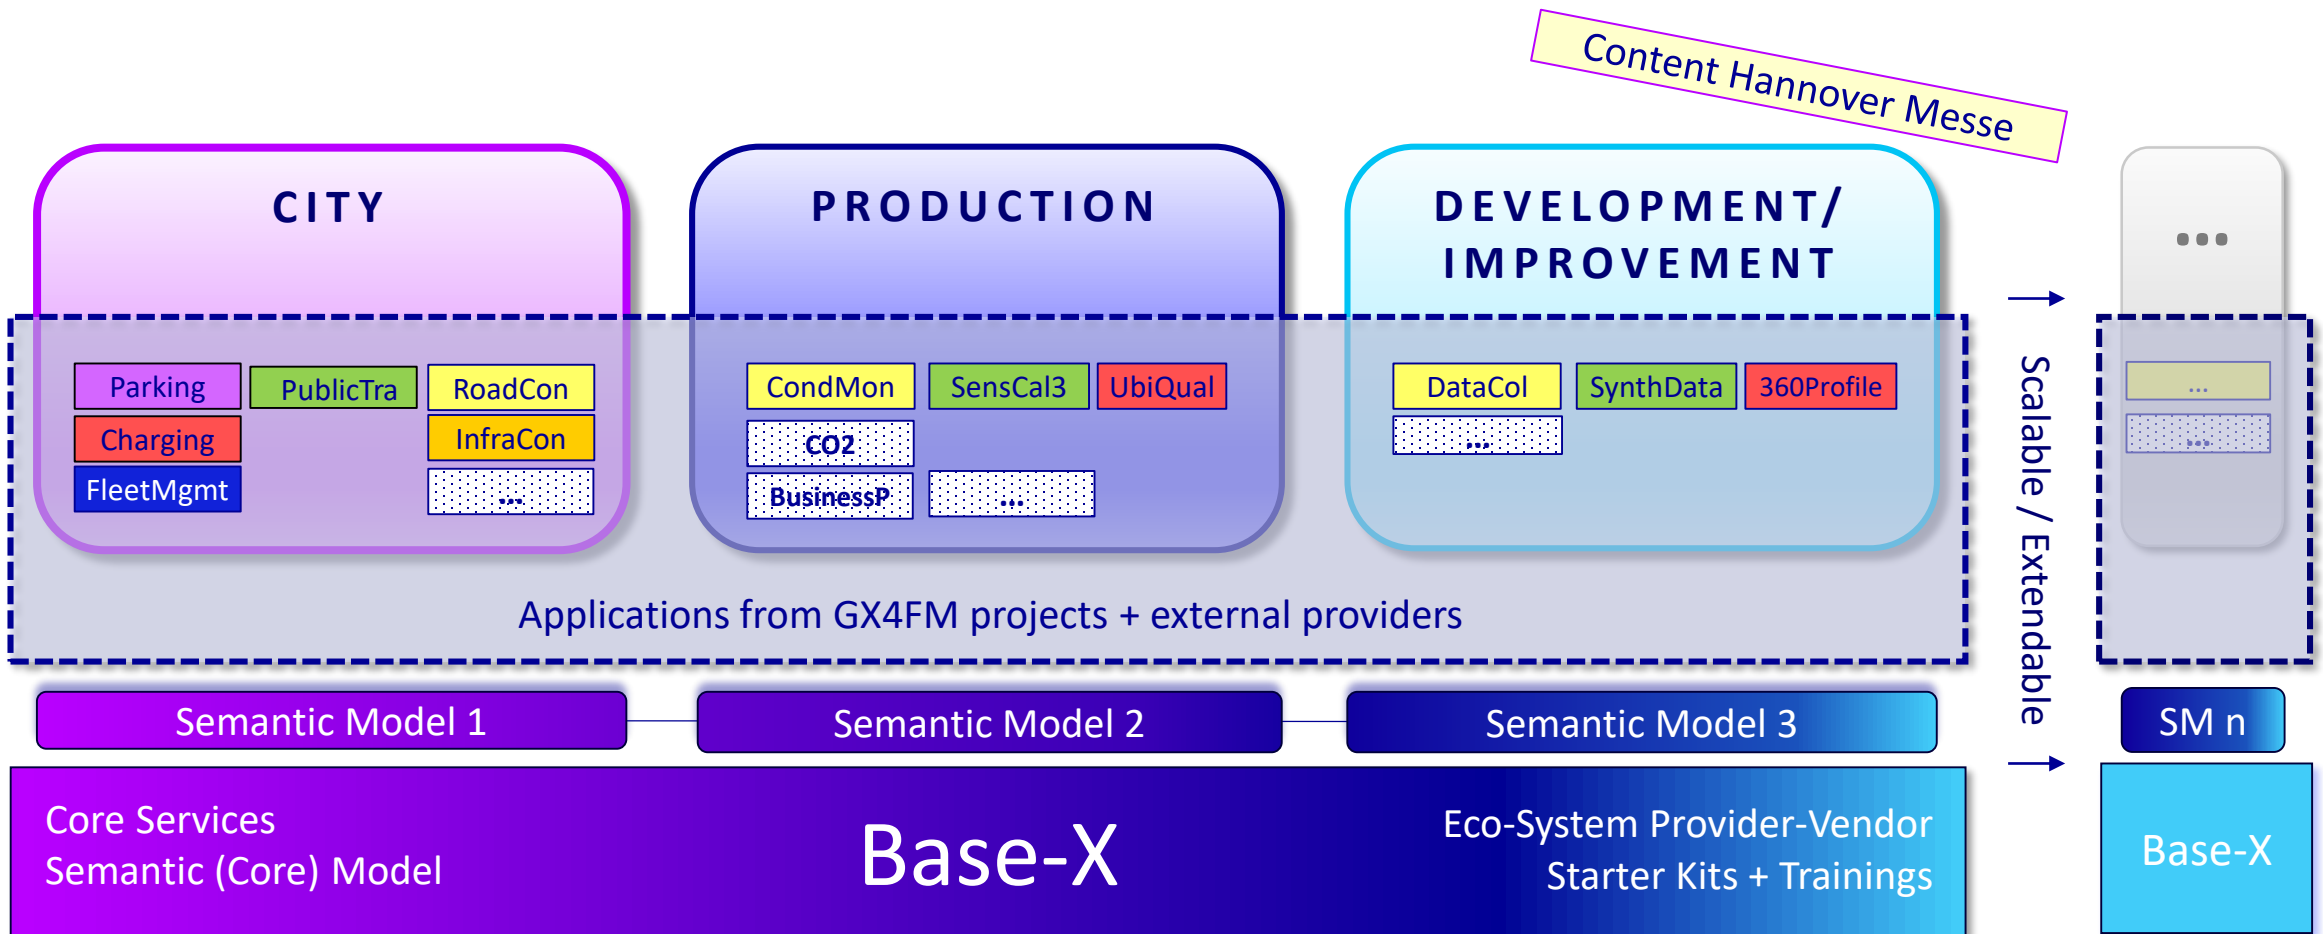 Content Hannover Messe
CITY
PRODUCTION
DEVELOPMENT/
IMPROVEMENT
...
Parking
PublicTra
RoadCon
Charging
InfraCon
FleetMgmt
...
CondMon
SensCal3
UbiQual
CO2
BusinessP
...
DataCol
SynthData
360Profile
...
...
...
Applications from GX4FM projects + external providers
Scalable / Extendable
Semantic Model 1
Semantic Model 2
Semantic Model 3
SM n
Core Services
Semantic (Core) Model
Base-X
Eco-System Provider-Vendor
Starter Kits + Trainings
Base-X